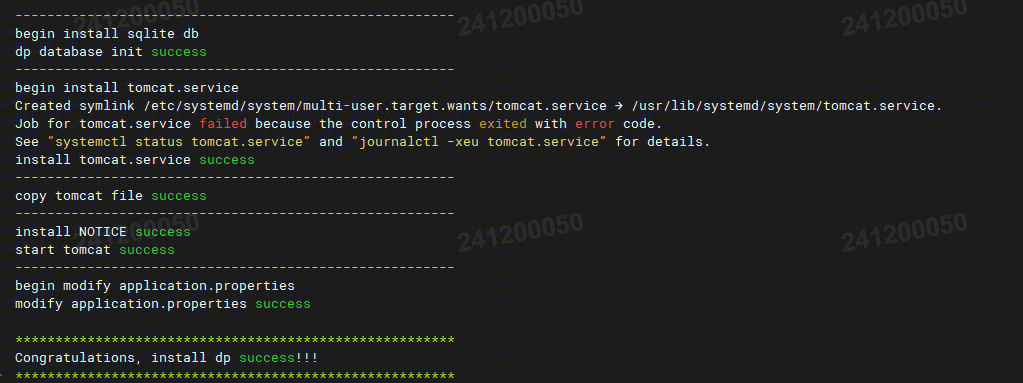 ------------------------------------------------------
begin install sqlite db
dp database init success
------------------------------------------------------
begin install tomcat.service
Created symlink /etc/systemd/system/multi-user.target.wants/tomcat.service → /usr/lib/systemd/system/tomcat.service.
Job for tomcat.service failed because the control process exited with error code.
See "systemctl status tomcat.service" and "journalctl -xeu tomcat.service" for details.
install tomcat.service success
------------------------------------------------------
copy tomcat file success
------------------------------------------------------
install NOTICE success
start tomcat success
------------------------------------------------------
begin modify application.properties
modify application.properties success
*******************************************************
Congratulations, install dp success!!!
*******************************************************
241200050
241200050
241200050
241200050
241200050
241200050